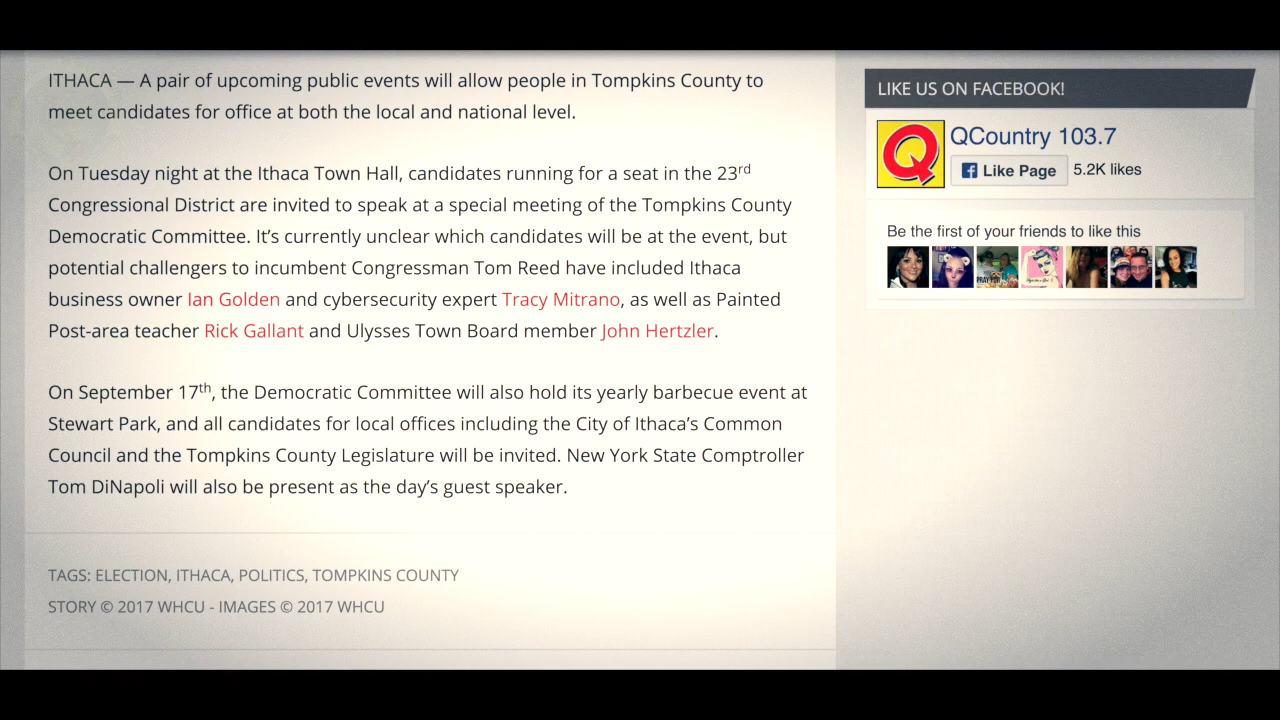 ITHACA — A pair of upcoming public events will allow people in Tompkins County to
meet candidates for office at both the local and national level.
On Tuesday night at the Ithaca Town Hall, candidates running for a seat in the 23rd
Congressional District are invited to speak at a special meeting of the Tompkins County
Democratic Committee. It’s currently unclear which candidates will be at the event, but
potential challengers to incumbent Congressman Tom Reed have included Ithaca
business owner Ian Golden and cybersecurity expert Tracy Mitrano, as well as Painted
Post-area teacher Rick Gallant and Ulysses Town Board member John Hertzler.
On September 17th, the Democratic Committee will also hold its yearly barbecue event at
Stewart Park, and all candidates for local offices including the City of Ithaca’s Common
Council and the Tompkins County Legislature will be invited. New York State Comptroller
Tom DiNapoli will also be present as the day’s guest speaker.
TAGS: ELECTION, ITHACA, POLITICS, TOMPKINS COUNTY
STORY © 2017 WHCU - IMAGES © 2017 WHCU
LIKE US ON FACEBOOK!
Q
QCountry 103.7
Like Page
5.2K likes
Be the first of your friends to like this